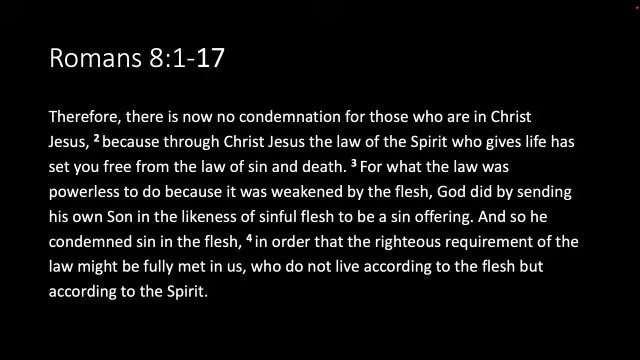 Romans 8:1-17
Therefore, there is now no condemnation for those who are in Christ
Jesus, ² because through Christ Jesus the law of the Spirit who gives life has
set you free from the law of sin and death. ³ For what the law was
powerless to do because it was weakened by the flesh, God did by sending
his own Son in the likeness of sinful flesh to be a sin offering. And so he
condemned sin in the flesh, ⁴ in order that the righteous requirement of the
law might be fully met in us, who do not live according to the flesh but
according to the Spirit.